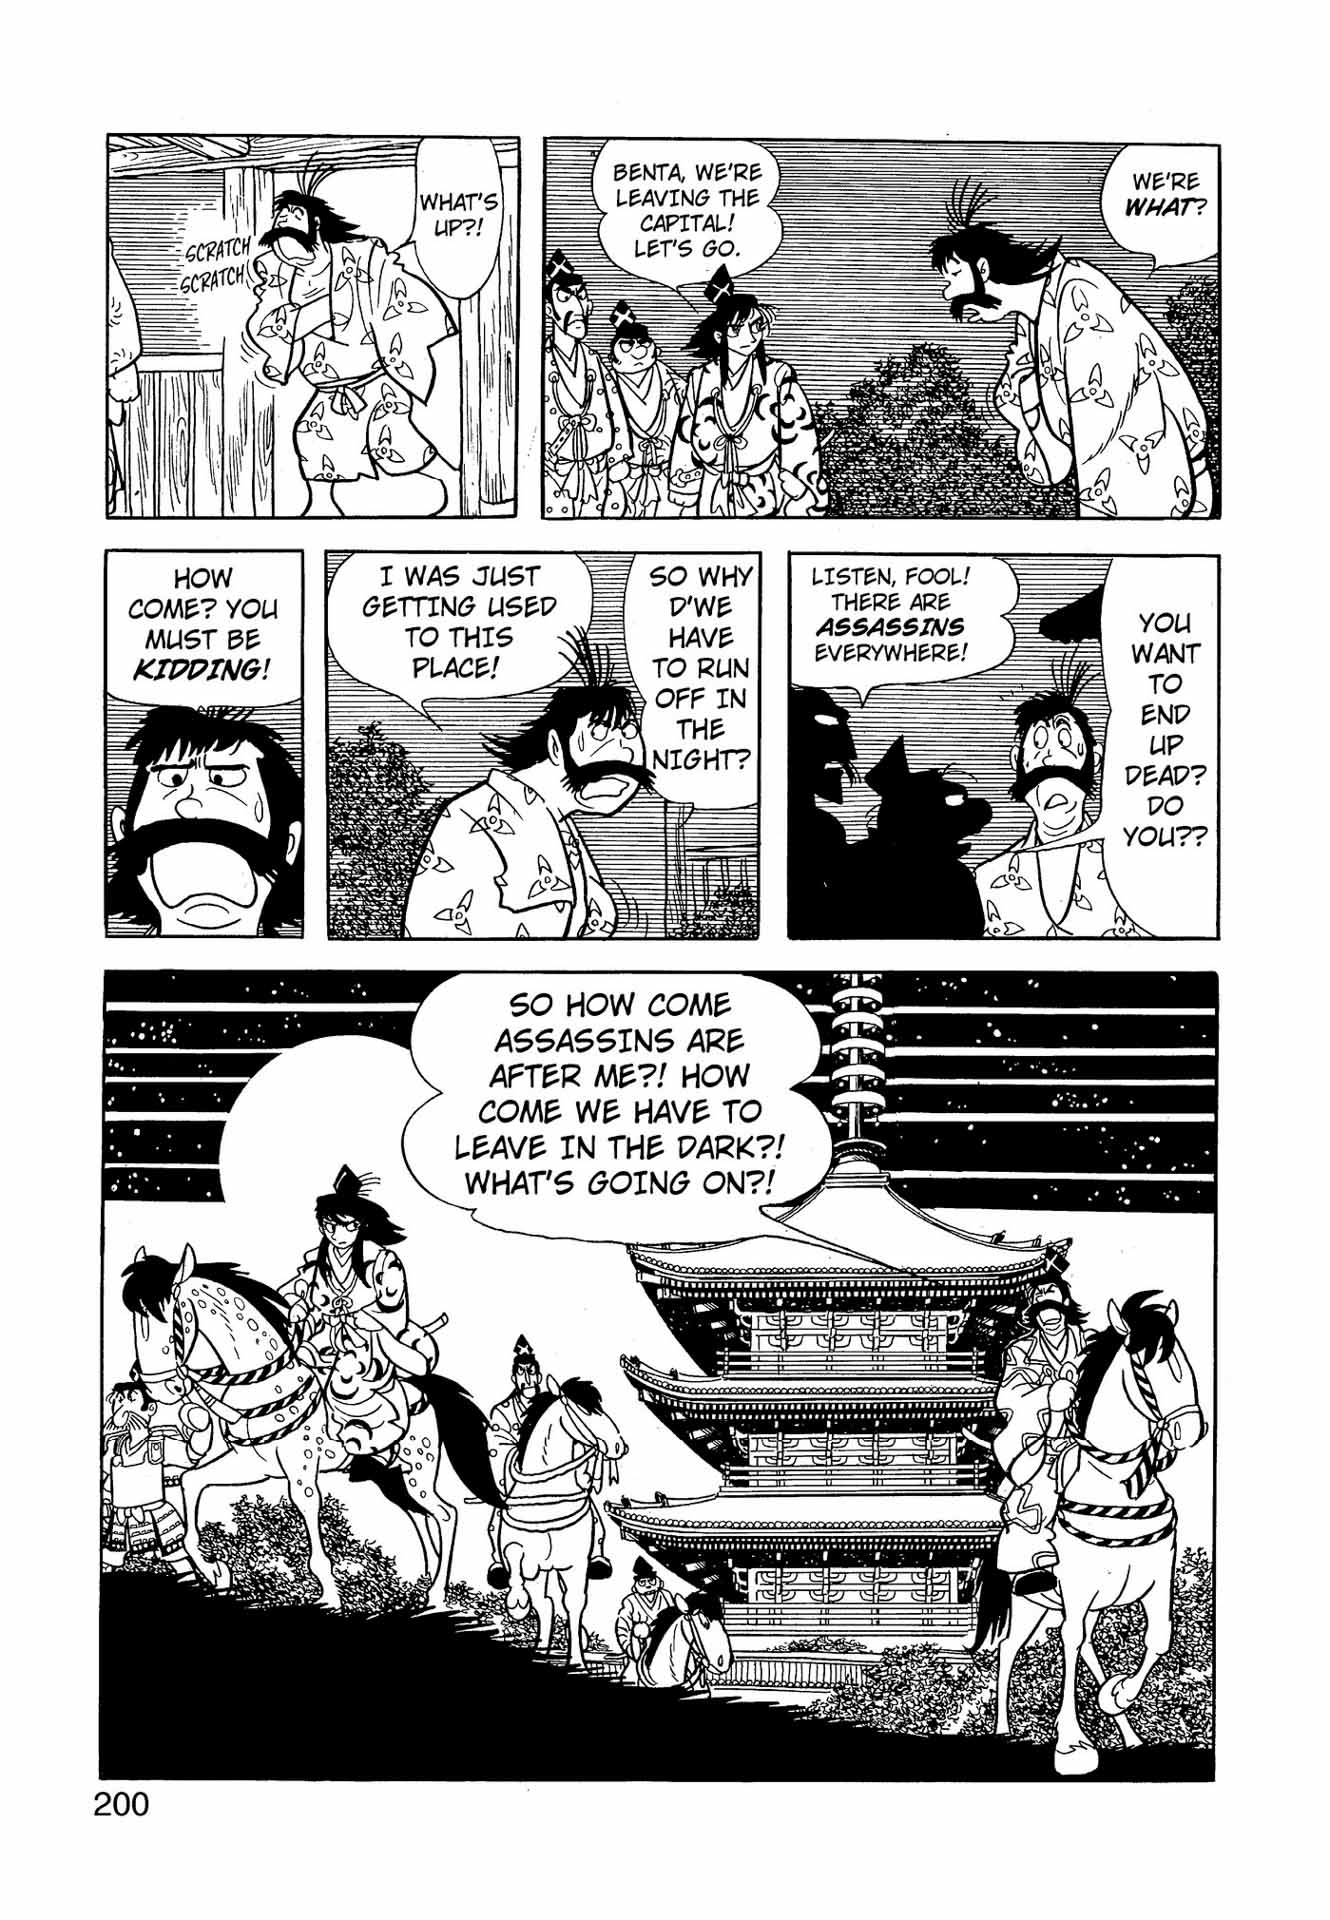 SCRATCH
SCRATCH
WHAT'S
UP?!
BENTA, WE'RE
LEAVING THE
CAPITAL!
LET'S GO.
WE'RE
WHAT?
HOW
COME? YOU
MUST BE
KIDDING!
I WAS JUST
GETTING USED
TO THIS
PLACE!
SO WHY
D'WE
HAVE
TO RUN
OFF IN
THE
NIGHT?
LISTEN, FOOL!
THERE ARE
ASSASSINS
EVERYWHERE!
YOU
WANT
TO
END
UP
DEAD?
DO
YOU??
SO HOW COME
ASSASSINS ARE
AFTER ME?! HOW
COME WE HAVE TO
LEAVE IN THE DARK?!
WHAT'S GOING ON?!
200